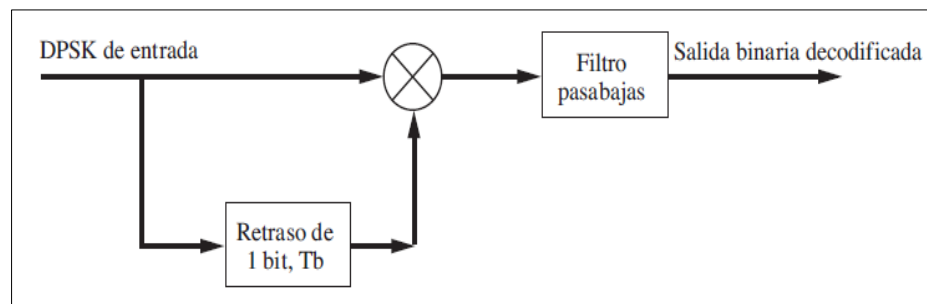 DPSK de entrada
Filtro
pasabajas
Salida binaria decodificada
Retraso de
1 bit, Tb